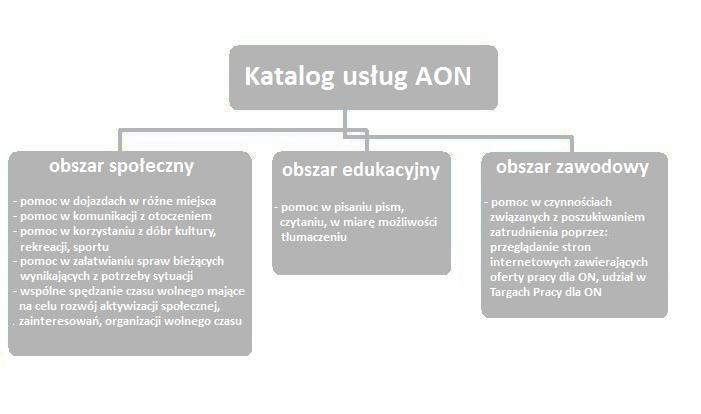 Katalog usług AON
obszar społeczny
- pomoc w dojazdach w różne miejsca
- pomoc w komunikacji z otoczeniem
- pomoc w korzystaniu z dóbr kultury,
rekreacji, sportu
- pomoc w załatwianiu spraw bieżących
wynikających z potrzeby sytuacji
- wspólne spędzanie czasu wolnego mające
na celu rozwój aktywizacji społecznej,
. zainteresowań, organizacji wolnego czasu
obszar edukacyjny
- pomoc w pisaniu pism,
czytaniu, w miarę możliwości
tłumaczeniu
obszar zawodowy
- pomoc w czynnościach
związanych z poszukiwaniem
zatrudnienia poprzez:
przeglądanie stron
internetowych zawierających
oferty pracy dla ON, udział w
Targach Pracy dla ON